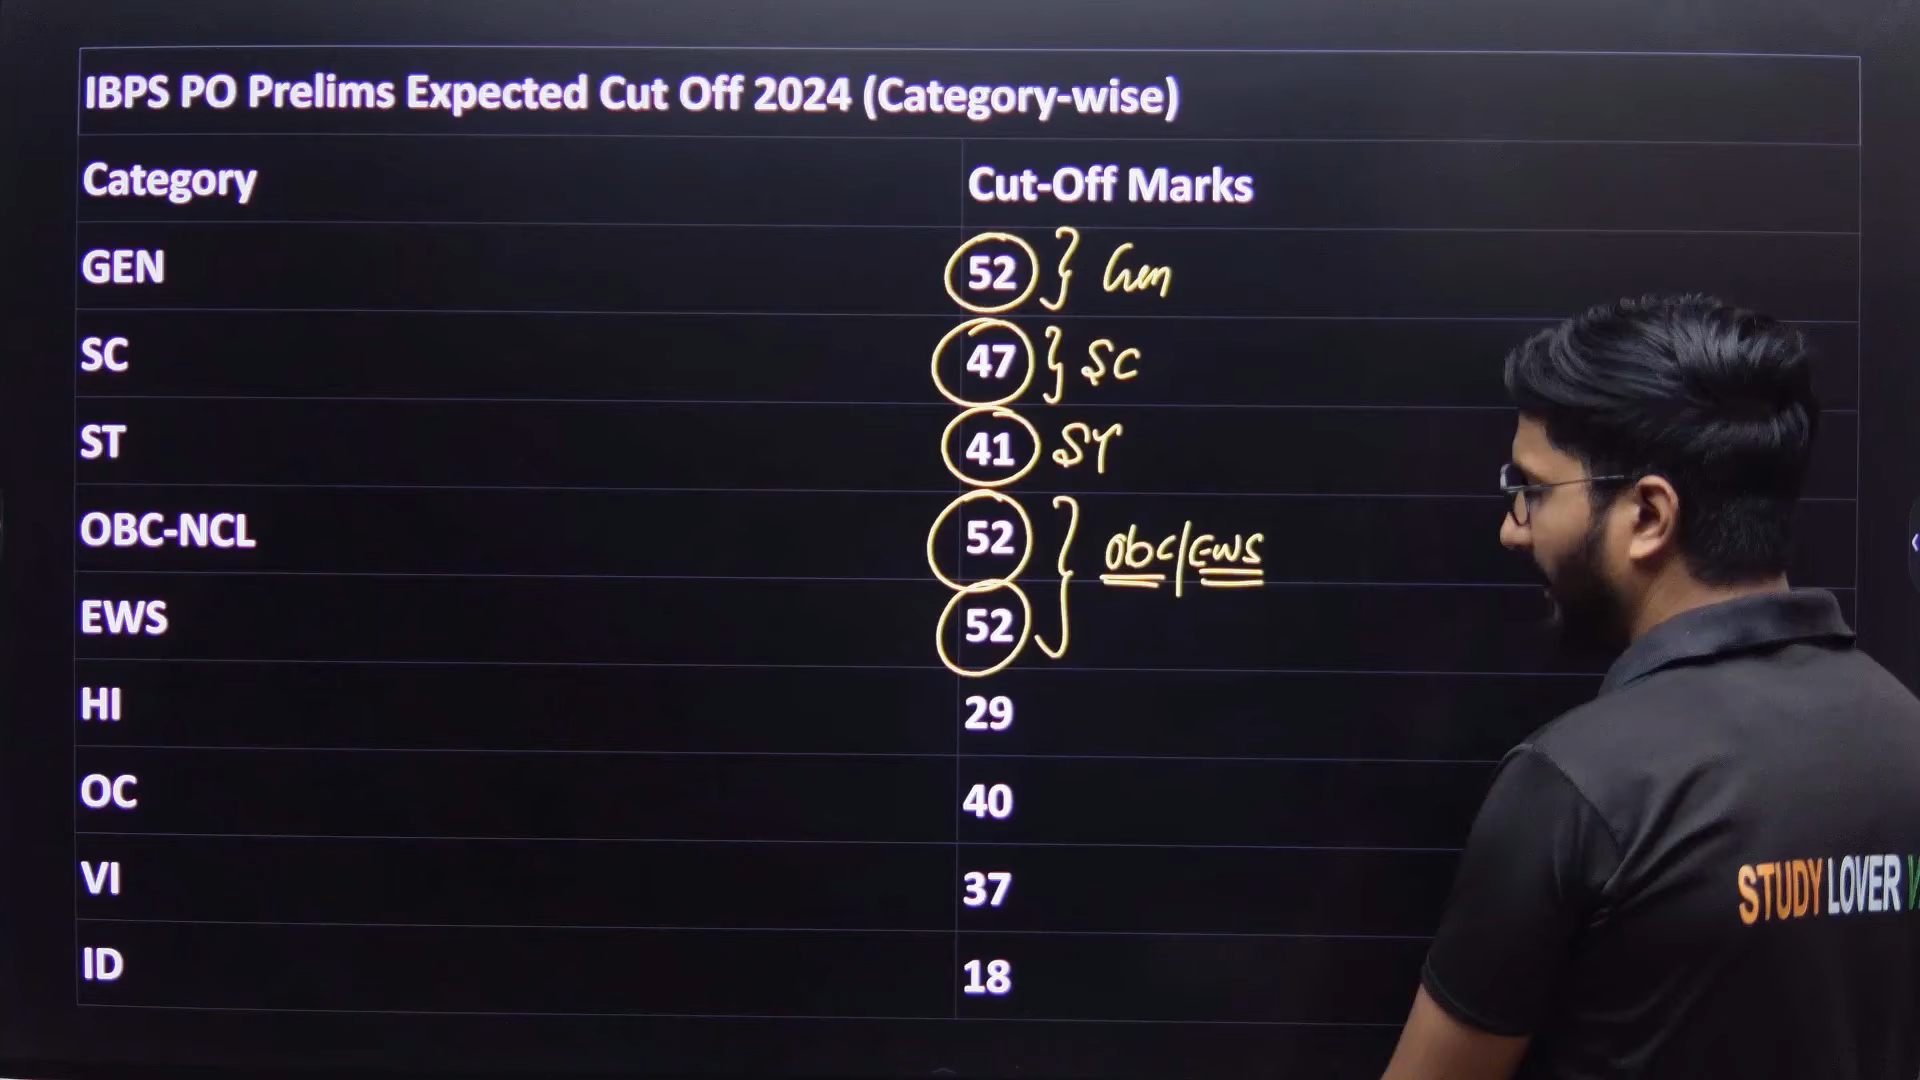 IBPS PO Prelims Expected Cut Off 2024 (Category-wise)
Category Cut-Off Marks
GEN 52 } Gen
SC 47 } SC
ST 41 ST
OBC-NCL 52 } obc/EWS
EWS 52
HI 29
OC 40
VI 37
ID 18
STUDY LOVER